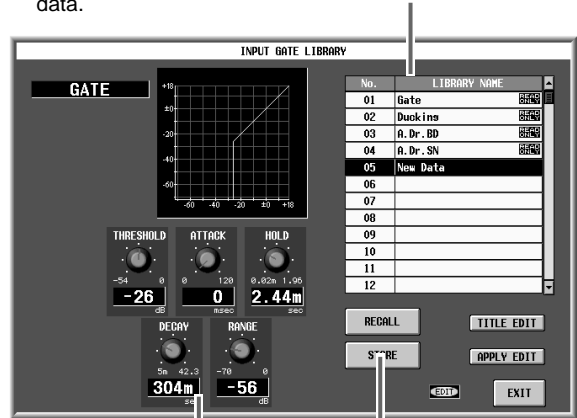 data.
INPUT GATE LIBRARY
GATE
+18
±0
-20
-40
-60
-60 -40 -20 ±0 +18
No. LIBRARY NAME
01 Gate READ ONLY
02 Ducking READ ONLY
03 A.Dr.BD READ ONLY
04 A.Dr.SN READ ONLY
05 New Data
06
07
08
09
10
11
12
THRESHOLD ATTACK HOLD
-54 0 0 120 0.02m 1.96
-26 0 2.44m
dB msec sec
DECAY RANGE
5m 42.3 -70 0
304m -56
dB
RECALL TITLE EDIT
STORE APPLY EDIT
EDIT EXIT